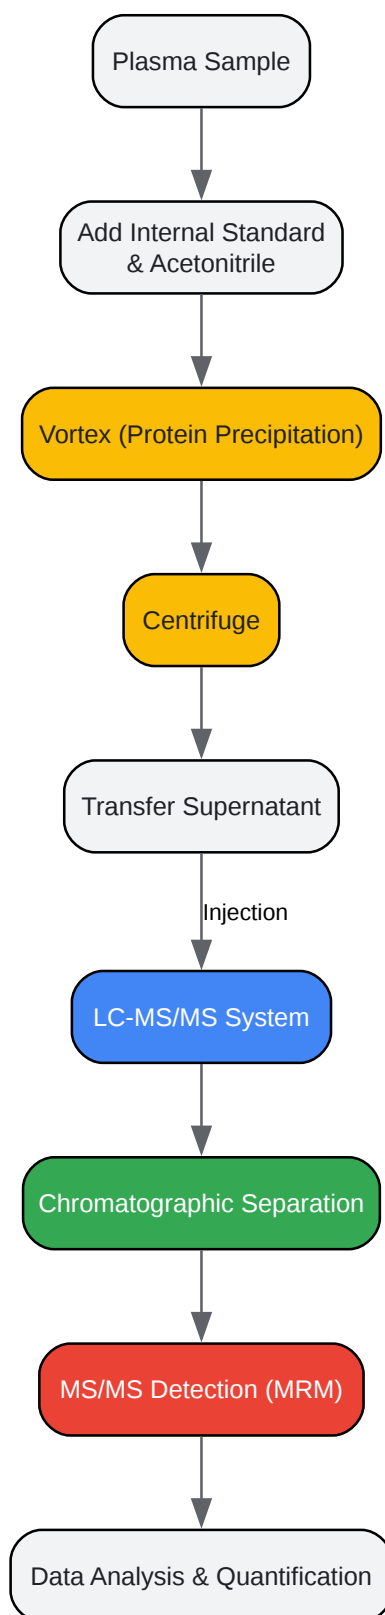 Plasma Sample
Add Internal Standard
& Acetonitrile
Vortex (Protein Precipitation)
Centrifuge
Transfer Supernatant
Injection
LC-MS/MS System
Chromatographic Separation
MS/MS Detection (MRM)
Data Analysis & Quantification